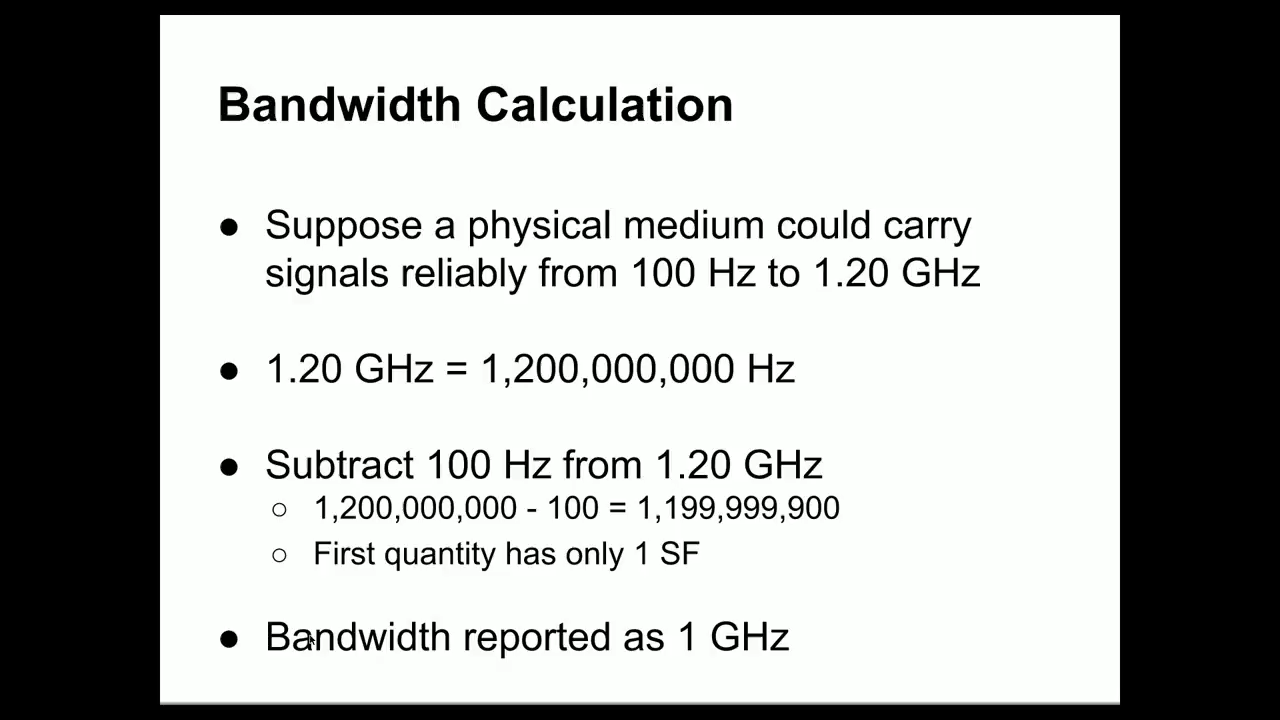 Bandwidth Calculation
● Suppose a physical medium could carry
signals reliably from 100 Hz to 1.20 GHz
● 1.20 GHz = 1,200,000,000 Hz
● Subtract 100 Hz from 1.20 GHz
○ 1,200,000,000 - 100 = 1,199,999,900
○ First quantity has only 1 SF
● Bandwidth reported as 1 GHz